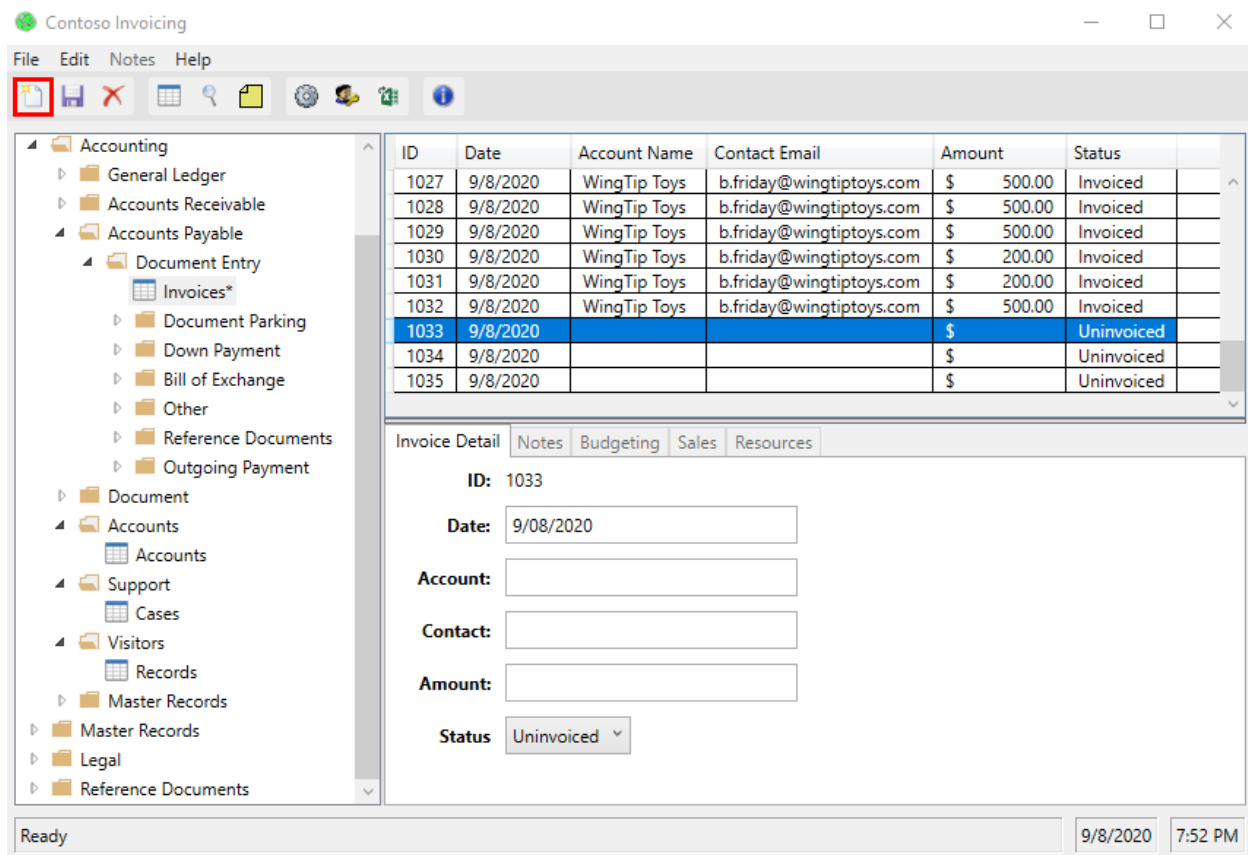 Contoso Invoicing
File Edit Notes Help
Accounting
General Ledger
Accounts Receivable
Accounts Payable
Document Entry
Invoices*
Document Parking
Down Payment
Bill of Exchange
Other
Reference Documents
Outgoing Payment
Document
Accounts
Accounts
Support
Cases
Visitors
Records
Master Records
Master Records
Legal
Reference Documents
ID Date Account Name Contact Email Amount Status
1027 9/8/2020 WingTip Toys b.friday@wingtiptoys.com $ 500.00 Invoiced
1028 9/8/2020 WingTip Toys b.friday@wingtiptoys.com $ 500.00 Invoiced
1029 9/8/2020 WingTip Toys b.friday@wingtiptoys.com $ 500.00 Invoiced
1030 9/8/2020 WingTip Toys b.friday@wingtiptoys.com $ 200.00 Invoiced
1031 9/8/2020 WingTip Toys b.friday@wingtiptoys.com $ 200.00 Invoiced
1032 9/8/2020 WingTip Toys b.friday@wingtiptoys.com $ 500.00 Invoiced
1033 9/8/2020 $ Uninvoiced
1034 9/8/2020 $ Uninvoiced
1035 9/8/2020 $ Uninvoiced
Invoice Detail Notes Budgeting Sales Resources
ID: 1033
Date: 9/08/2020
Account:
Contact:
Amount:
Status Uninvoiced
Ready 9/8/2020 7:52 PM